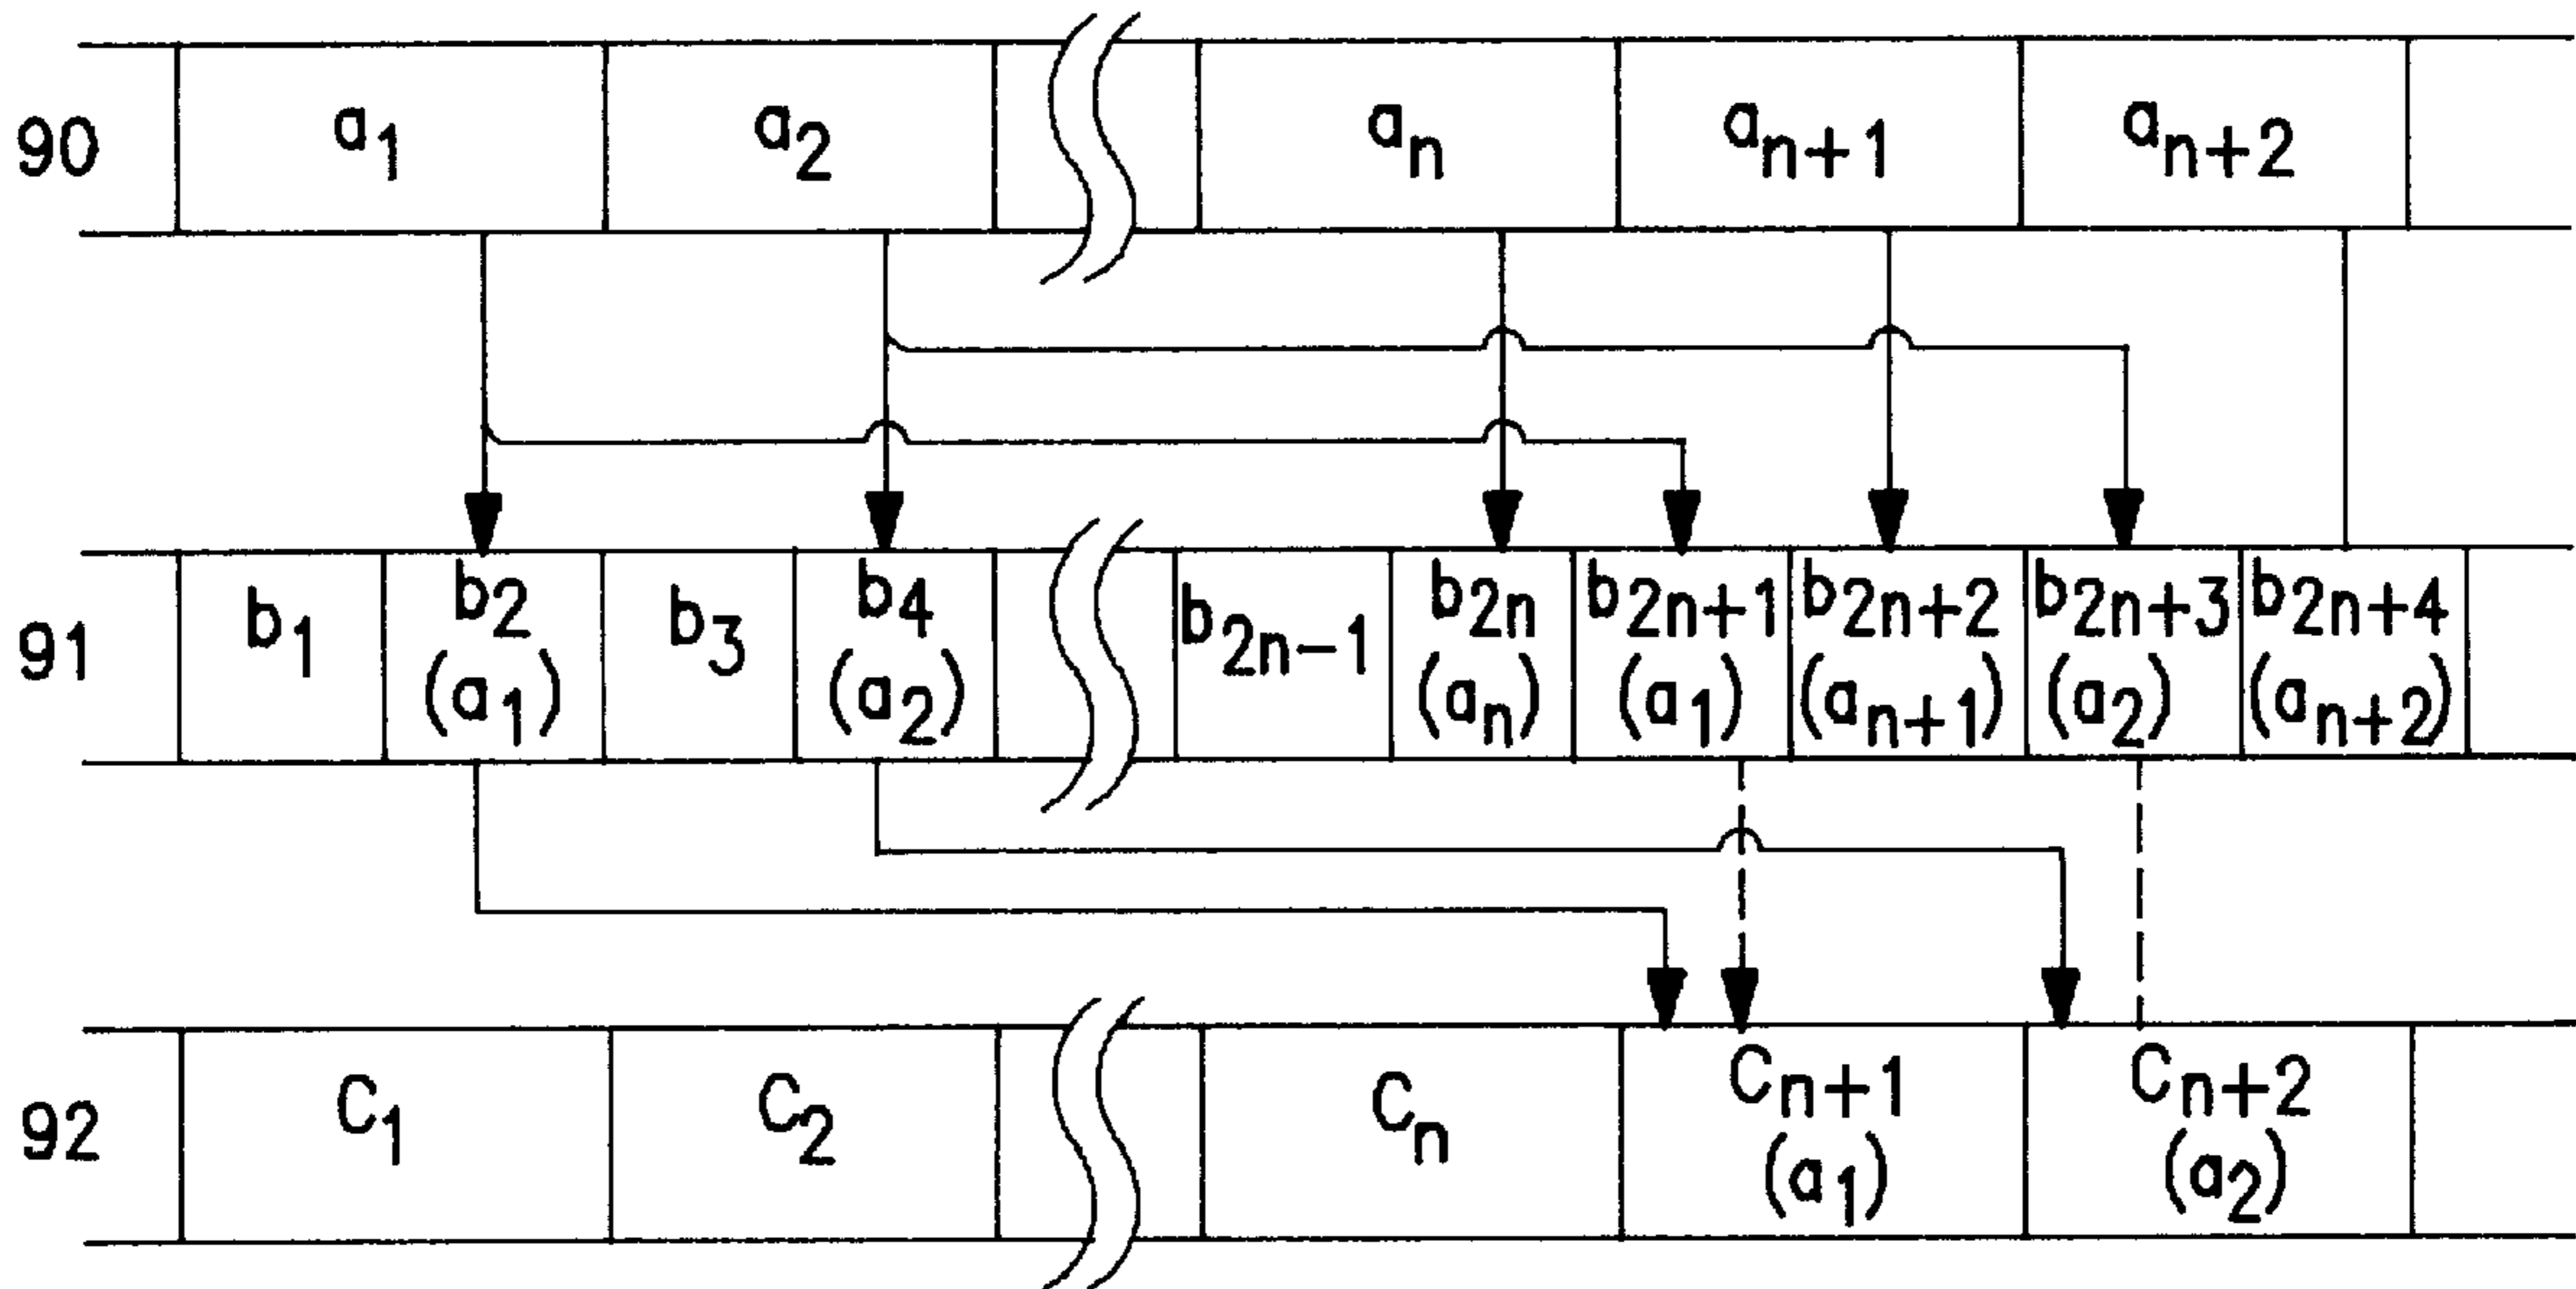 90 a₁ a₂ aₙ aₙ₊₁ aₙ₊₂
91 b₁ b₂ b₃ b₄ b₂ₙ₋₁ b₂ₙ b₂ₙ₊₁ b₂ₙ₊₂ b₂ₙ₊₃ b₂ₙ₊₄
(a₁) (a₂) (aₙ) (a₁) (aₙ₊₁) (a₂) (aₙ₊₂)
92 C₁ C₂ Cₙ Cₙ₊₁ Cₙ₊₂
(a₁) (a₂)